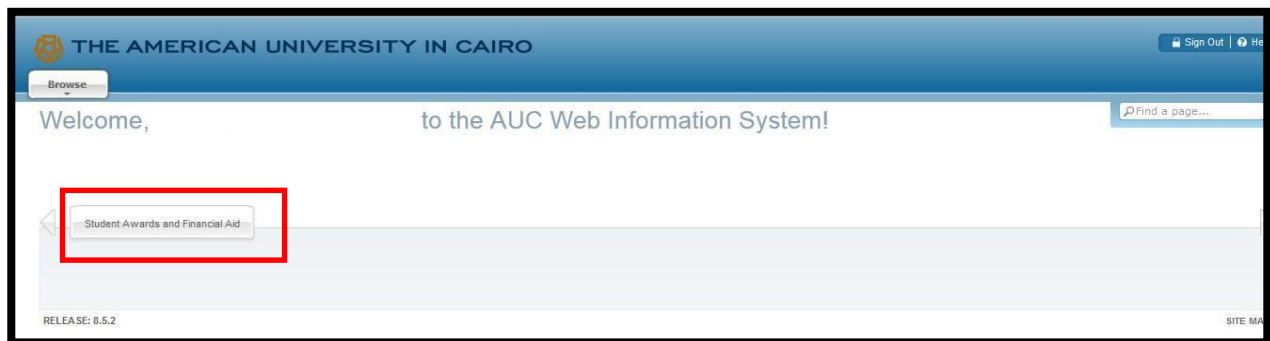 THE AMERICAN UNIVERSITY IN CAIRO
Sign Out | He
Browse
Welcome, to the AUC Web Information System!
Find a page...
Student Awards and Financial Aid
RELEASE: 8.5.2
SITE MA